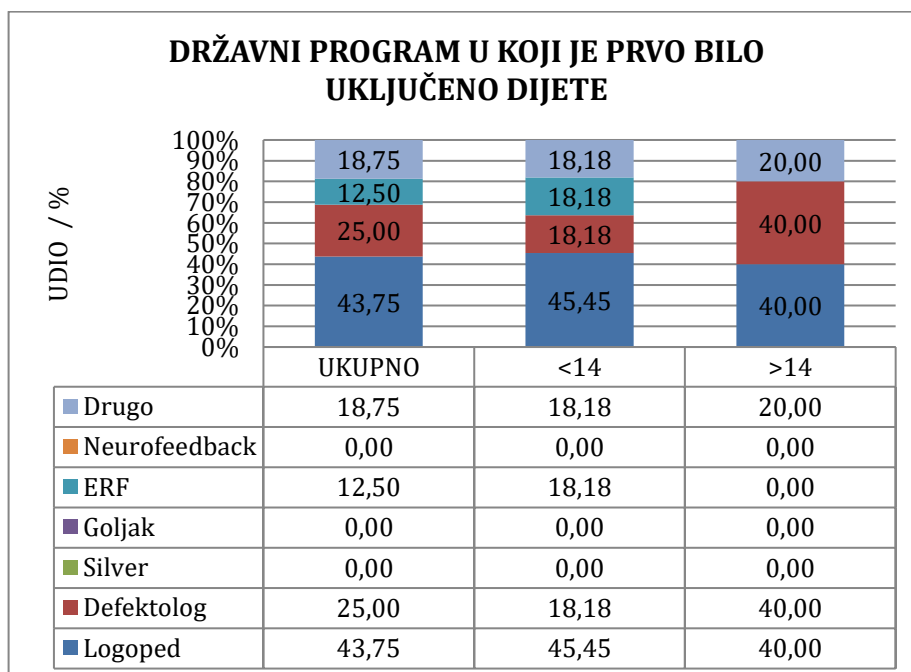 DRŽAVNI PROGRAM U KOJI JE PRVO BILO
UKLJUČENO DIJETE
UDIO / %
100%
90%
80%
70%
60%
50%
40%
30%
20%
10%
0%
18,75 18,18 20,00
12,50 18,18
25,00 18,18 40,00
43,75 45,45 40,00
UKUPNO <14 >14
Drugo 18,75 18,18 20,00
Neurofeedback 0,00 0,00 0,00
ERF 12,50 18,18 0,00
Goljak 0,00 0,00 0,00
Silver 0,00 0,00 0,00
Defektolog 25,00 18,18 40,00
Logoped 43,75 45,45 40,00